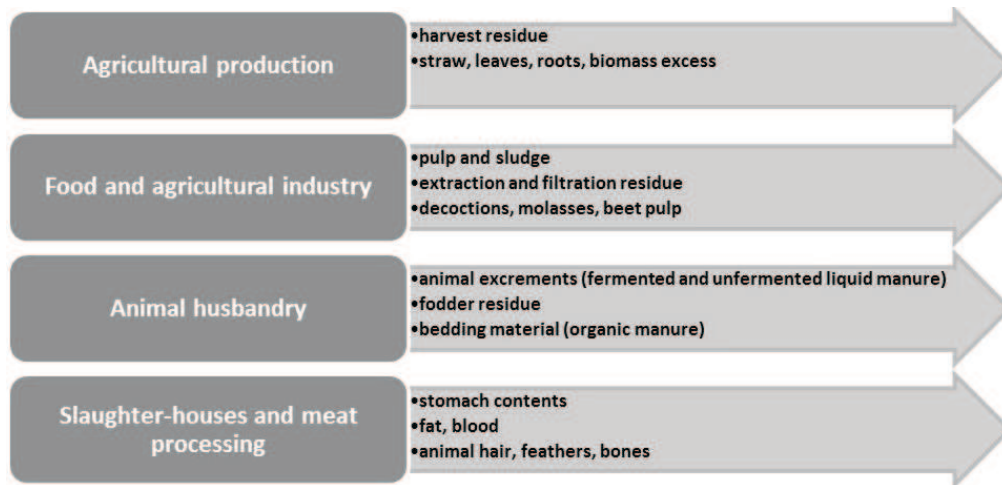 Agricultural production
•harvest residue
•straw, leaves, roots, biomass excess
Food and agricultural industry
•pulp and sludge
•extraction and filtration residue
•decoctions, molasses, beet pulp
Animal husbandry
•animal excrements (fermented and unfermented liquid manure)
•fodder residue
•bedding material (organic manure)
Slaughter-houses and meat
processing
•stomach contents
•fat, blood
•animal hair, feathers, bones